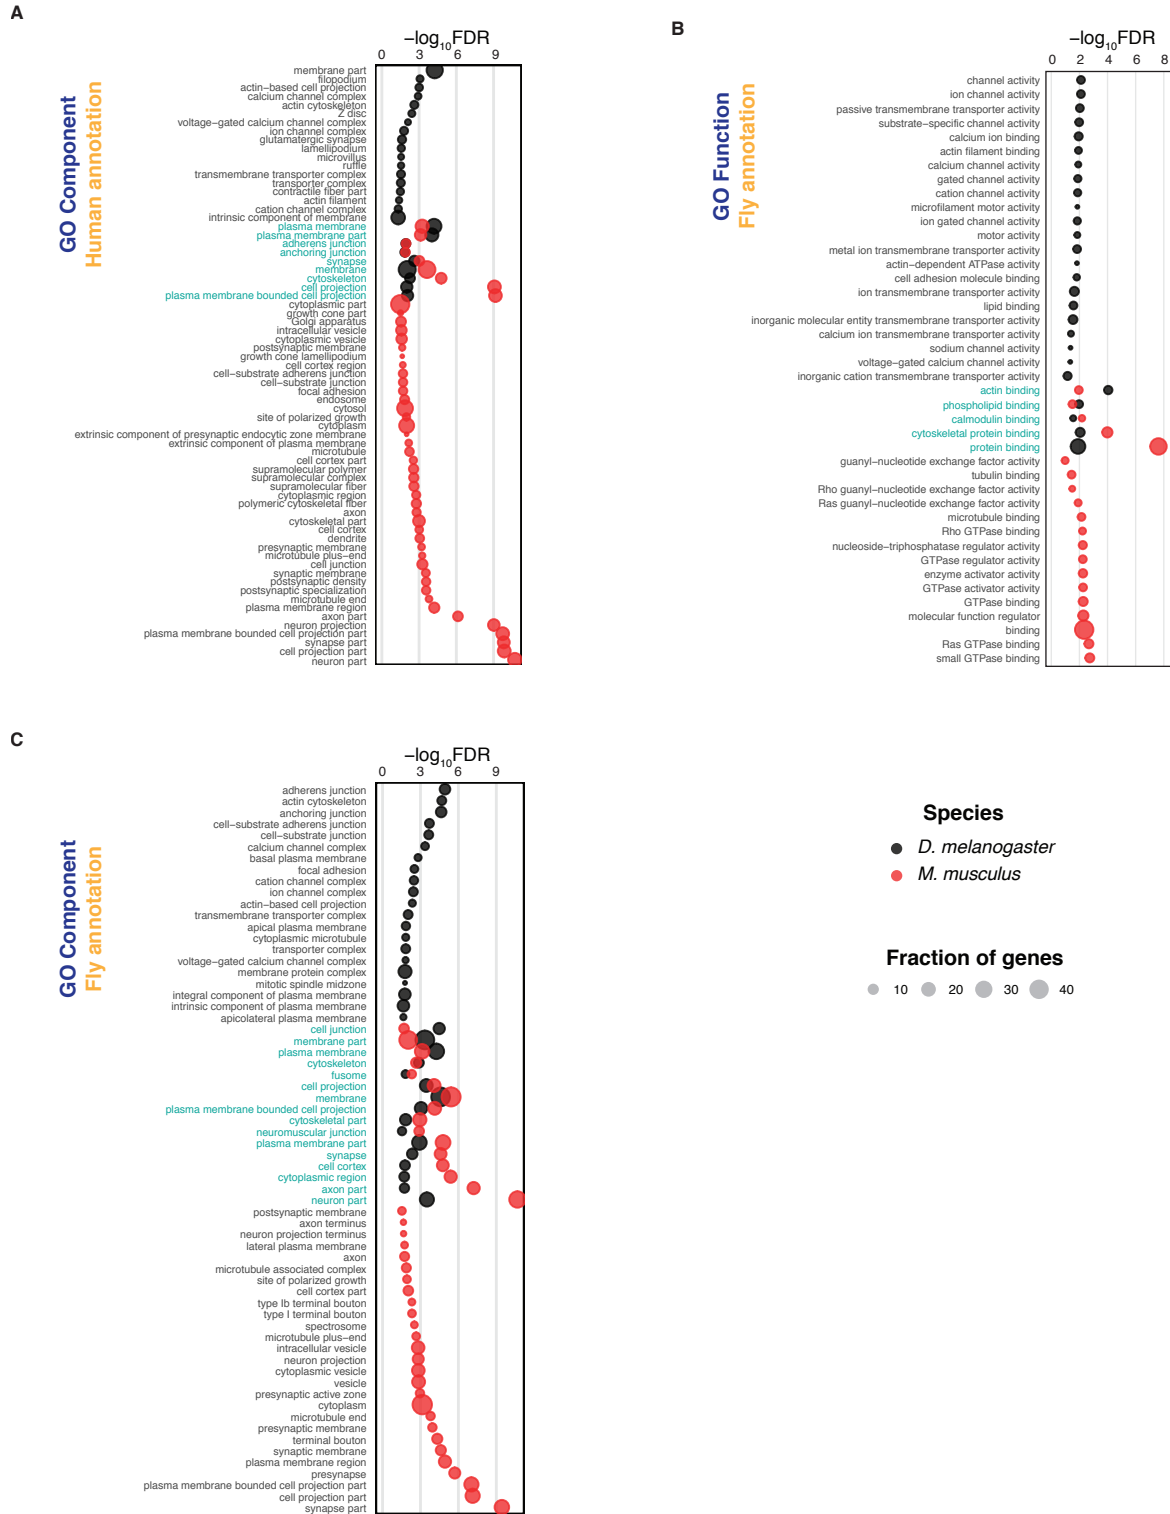 A
GO Component
Human annotation
−log10FDR
0 3 6 9
membrane part
filopodium
actin−based cell projection
calcium channel complex
actin cytoskeleton
Z disc
voltage−gated calcium channel complex
ion channel complex
glutamatergic synapse
lamellipodium
microvillus
ruffle
transmembrane transporter complex
transporter complex
contractile fiber part
actin filament
cation channel complex
intrinsic component of membrane
plasma membrane
plasma membrane part
adherens junction
anchoring junction
synapse
membrane
cytoskeleton
cell projection
plasma membrane bounded cell projection
cytoplasmic part
growth cone part
Golgi apparatus
intracellular vesicle
cytoplasmic vesicle
postsynaptic membrane
growth cone lamellipodium
cell cortex region
cell−substrate adherens junction
cell−substrate junction
focal adhesion
endosome
cytosol
site of polarized growth
cytoplasm
extrinsic component of presynaptic endocytic zone membrane
extrinsic component of plasma membrane
microtubule
cell cortex part
supramolecular polymer
supramolecular complex
supramolecular fiber
cytoplasmic region
polymeric cytoskeletal fiber
axon
cytoskeletal part
cell cortex
dendrite
presynaptic membrane
microtubule plus−end
cell junction
synaptic membrane
postsynaptic density
postsynaptic specialization
microtubule end
plasma membrane region
axon part
neuron projection
plasma membrane bounded cell projection part
synapse part
cell projection part
neuron part
B
GO Function
Fly annotation
−log10FDR
0 2 4 6 8
channel activity
ion channel activity
passive transmembrane transporter activity
substrate−specific channel activity
calcium ion binding
actin filament binding
calcium channel activity
gated channel activity
cation channel activity
microfilament motor activity
ion gated channel activity
motor activity
metal ion transmembrane transporter activity
actin−dependent ATPase activity
cell adhesion molecule binding
ion transmembrane transporter activity
lipid binding
inorganic molecular entity transmembrane transporter activity
calcium ion transmembrane transporter activity
sodium channel activity
voltage−gated calcium channel activity
inorganic cation transmembrane transporter activity
actin binding
phospholipid binding
calmodulin binding
cytoskeletal protein binding
protein binding
guanyl−nucleotide exchange factor activity
tubulin binding
Rho guanyl−nucleotide exchange factor activity
Ras guanyl−nucleotide exchange factor activity
microtubule binding
Rho GTPase binding
nucleoside−triphosphatase regulator activity
GTPase regulator activity
enzyme activator activity
GTPase activator activity
GTPase binding
molecular function regulator
binding
Ras GTPase binding
small GTPase binding
C
GO Component
Fly annotation
−log10FDR
0 3 6 9
adherens junction
actin cytoskeleton
anchoring junction
cell−substrate adherens junction
cell−substrate junction
calcium channel complex
basal plasma membrane
focal adhesion
cation channel complex
ion channel complex
actin−based cell projection
transmembrane transporter complex
apical plasma membrane
cytoplasmic microtubule
transporter complex
voltage−gated calcium channel complex
membrane protein complex
mitotic spindle midzone
integral component of plasma membrane
intrinsic component of plasma membrane
apicolateral plasma membrane
cell junction
membrane part
plasma membrane
cytoskeleton
fusome
cell projection
membrane
plasma membrane bounded cell projection
cytoskeletal part
neuromuscular junction
plasma membrane part
synapse
cell cortex
cytoplasmic region
axon part
neuron part
postsynaptic membrane
axon terminus
neuron projection terminus
lateral plasma membrane
axon
microtubule associated complex
site of polarized growth
cell cortex part
type Ib terminal bouton
type I terminal bouton
spectrosome
microtubule plus−end
intracellular vesicle
neuron projection
cytoplasmic vesicle
vesicle
presynaptic active zone
cytoplasm
microtubule end
presynaptic membrane
terminal bouton
synaptic membrane
plasma membrane region
presynapse
plasma membrane bounded cell projection part
cell projection part
synapse part
Species
D. melanogaster
M. musculus
Fraction of genes
10 20 30 40